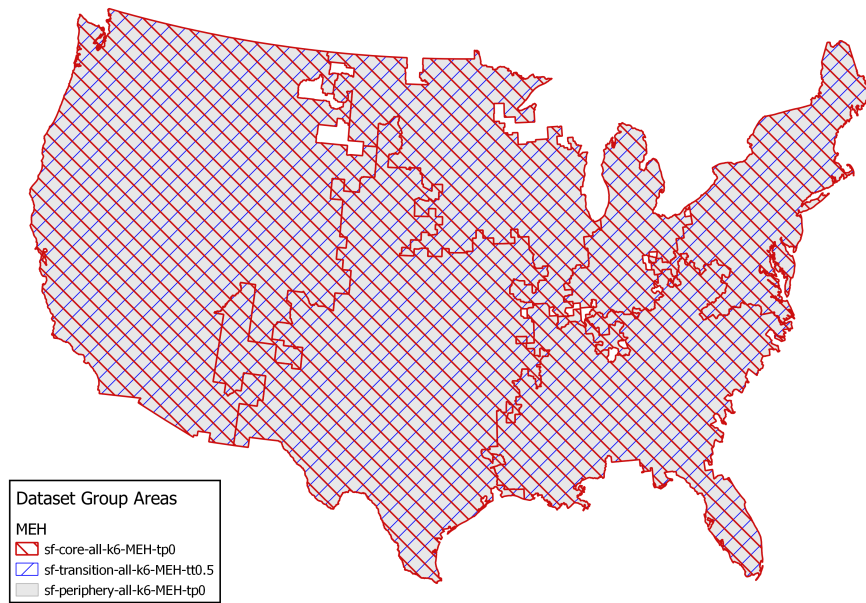 Dataset Group Areas
MEH
sf-core-all-k6-MEH-tp0
sf-transition-all-k6-MEH-tt0.5
sf-periphery-all-k6-MEH-tp0